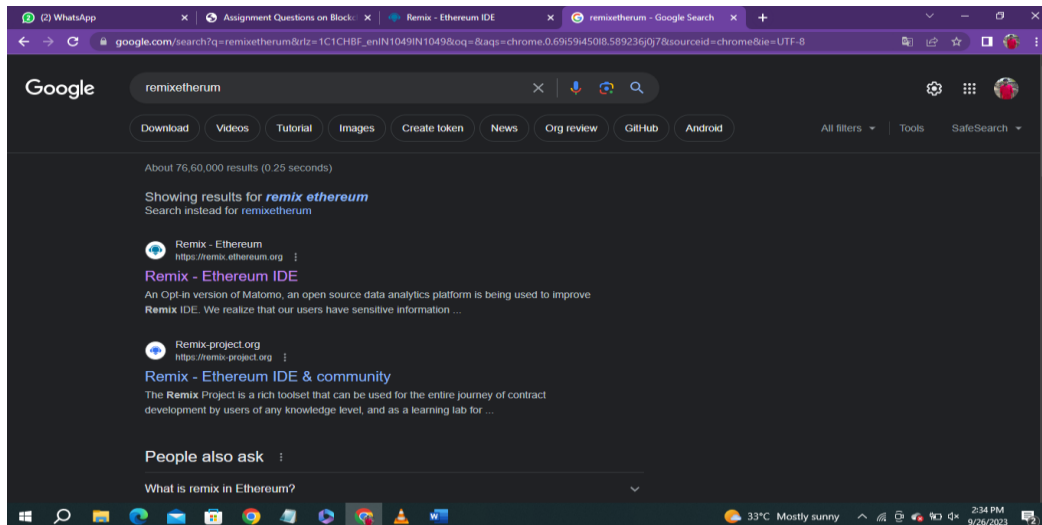 (2) WhatsApp
Assignment Questions on Blockc
Remix - Ethereum IDE
remixetherum - Google Search
google.com/search?q=remixetherum&rlz=1C1CHBF_enIN1049IN1049&oq=&aqs=chrome.0.69i59i450l8.589236j0j7&sourceid=chrome&ie=UTF-8
Google
remixetherum
Download Videos Tutorial Images Create token News Org review GitHub Android All filters Tools SafeSearch
About 76,60,000 results (0.25 seconds)
Showing results for remix ethereum
Search instead for remixetherum
Remix - Ethereum
https://remix.ethereum.org
Remix - Ethereum IDE
An Opt-in version of Matomo, an open source data analytics platform is being used to improve
Remix IDE. We realize that our users have sensitive information ...
Remix-project.org
https://remix-project.org
Remix - Ethereum IDE & community
The Remix Project is a rich toolset that can be used for the entire journey of contract
development by users of any knowledge level, and as a learning lab for ...
People also ask
What is remix in Ethereum?
33°C Mostly sunny
2:34 PM
9/26/2023